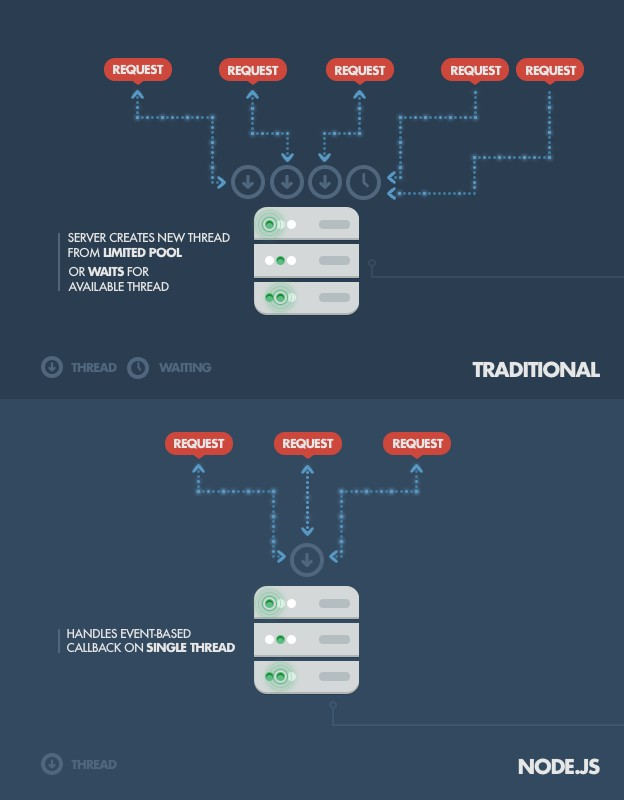 REQUEST
REQUEST
REQUEST
REQUEST
REQUEST
SERVER CREATES NEW THREAD
FROM LIMITED POOL
OR WAITS FOR
AVAILABLE THREAD
THREAD
WAITING
TRADITIONAL
REQUEST
REQUEST
REQUEST
HANDLES EVENT-BASED
CALLBACK ON SINGLE THREAD
THREAD
NODE.JS